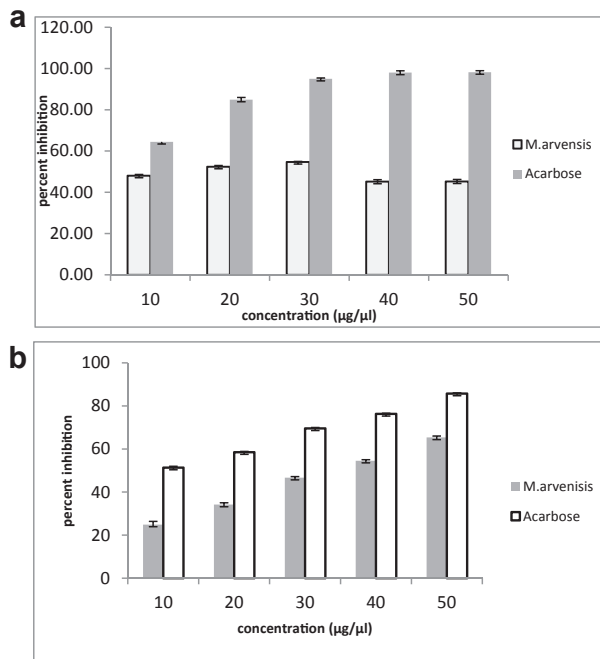 a
120.00
100.00
80.00
60.00
40.00
20.00
0.00
percent inhibition
10 20 30 40 50
concentration (µg/µl)
M.arvensis
Acarbose
b
100
80
60
40
20
0
percent inhibition
10 20 30 40 50
concentration (µg/µl)
M.arvenisis
Acarbose